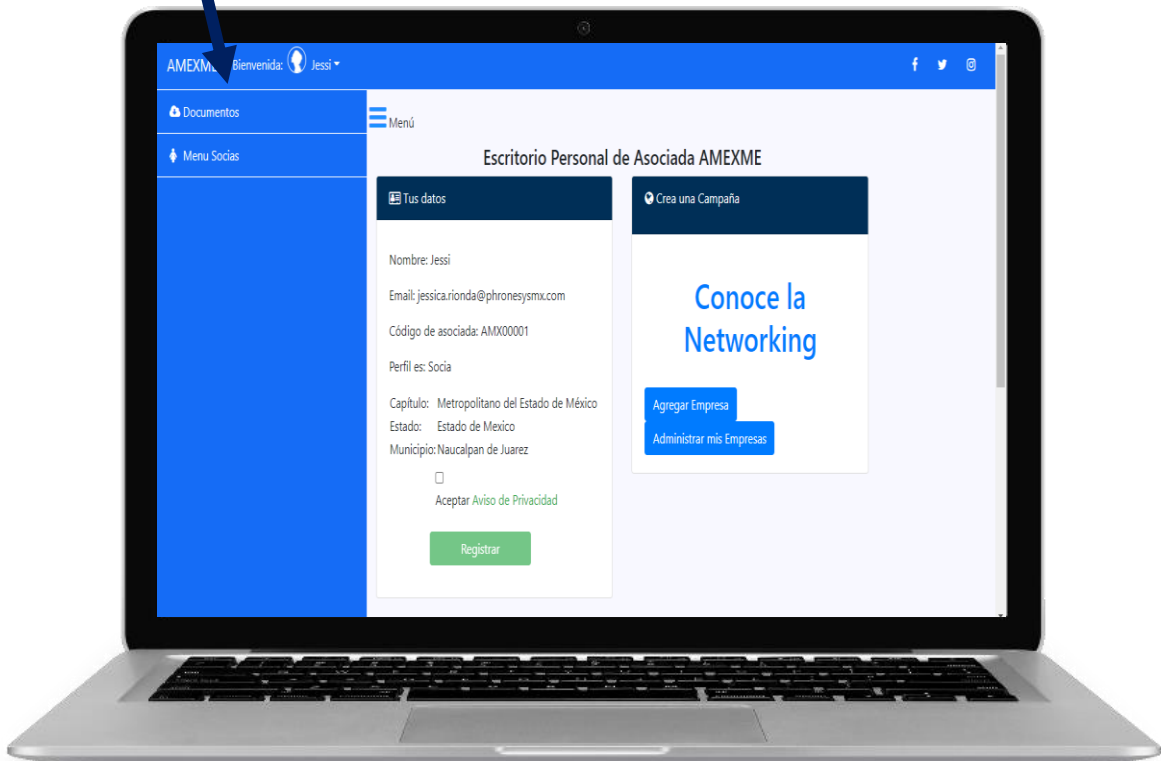 AMEXME Bienvenida: Jessi
Documentos
Menu Socias
Menú
Escritorio Personal de Asociada AMEXME
Tus datos
Nombre: Jessi
Email: jessica.rionda@phronesysmx.com
Código de asociada: AMX00001
Perfil es: Socia
Capítulo: Metropolitano del Estado de México
Estado: Estado de Mexico
Municipio: Naucalpan de Juarez
Aceptar Aviso de Privacidad
Registrar
Crea una Campaña
Conoce la
Networking
Agregar Empresa
Administrar mis Empresas